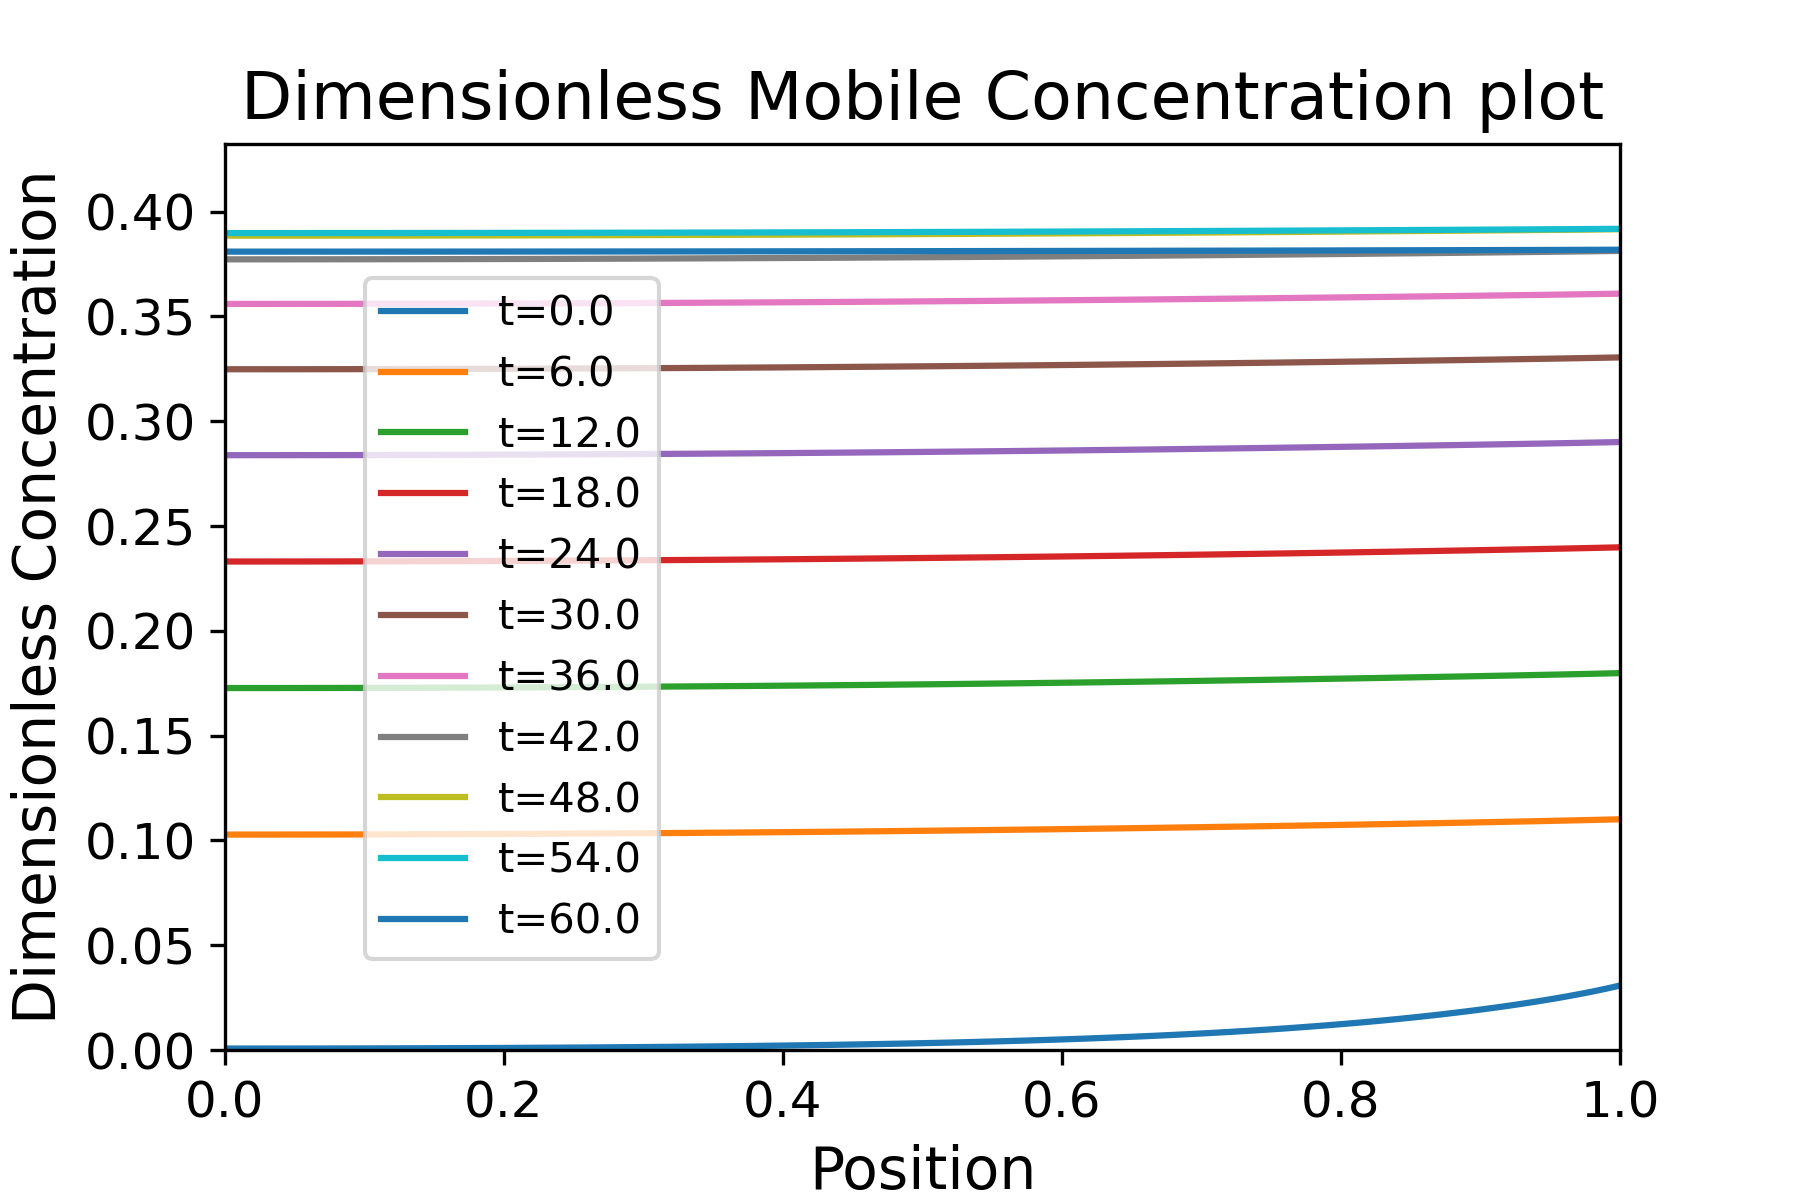 Dimensionless Mobile Concentration plot
Dimensionless Concentration
0.40
0.35
0.30
0.25
0.20
0.15
0.10
0.05
0.00
t=0.0
t=6.0
t=12.0
t=18.0
t=24.0
t=30.0
t=36.0
t=42.0
t=48.0
t=54.0
t=60.0
0.0 0.2 0.4 0.6 0.8 1.0
Position